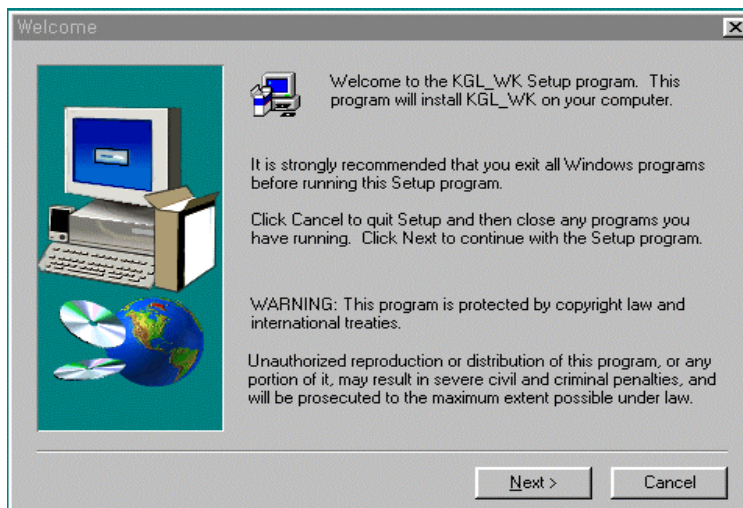 Welcome
Welcome to the KGL_WK Setup program. This
program will install KGL_WK on your computer.
It is strongly recommended that you exit all Windows programs
before running this Setup program.
Click Cancel to quit Setup and then close any programs you
have running. Click Next to continue with the Setup program.
WARNING: This program is protected by copyright law and
international treaties.
Unauthorized reproduction or distribution of this program, or any
portion of it, may result in severe civil and criminal penalties, and
will be prosecuted to the maximum extent possible under law.
Next >
Cancel